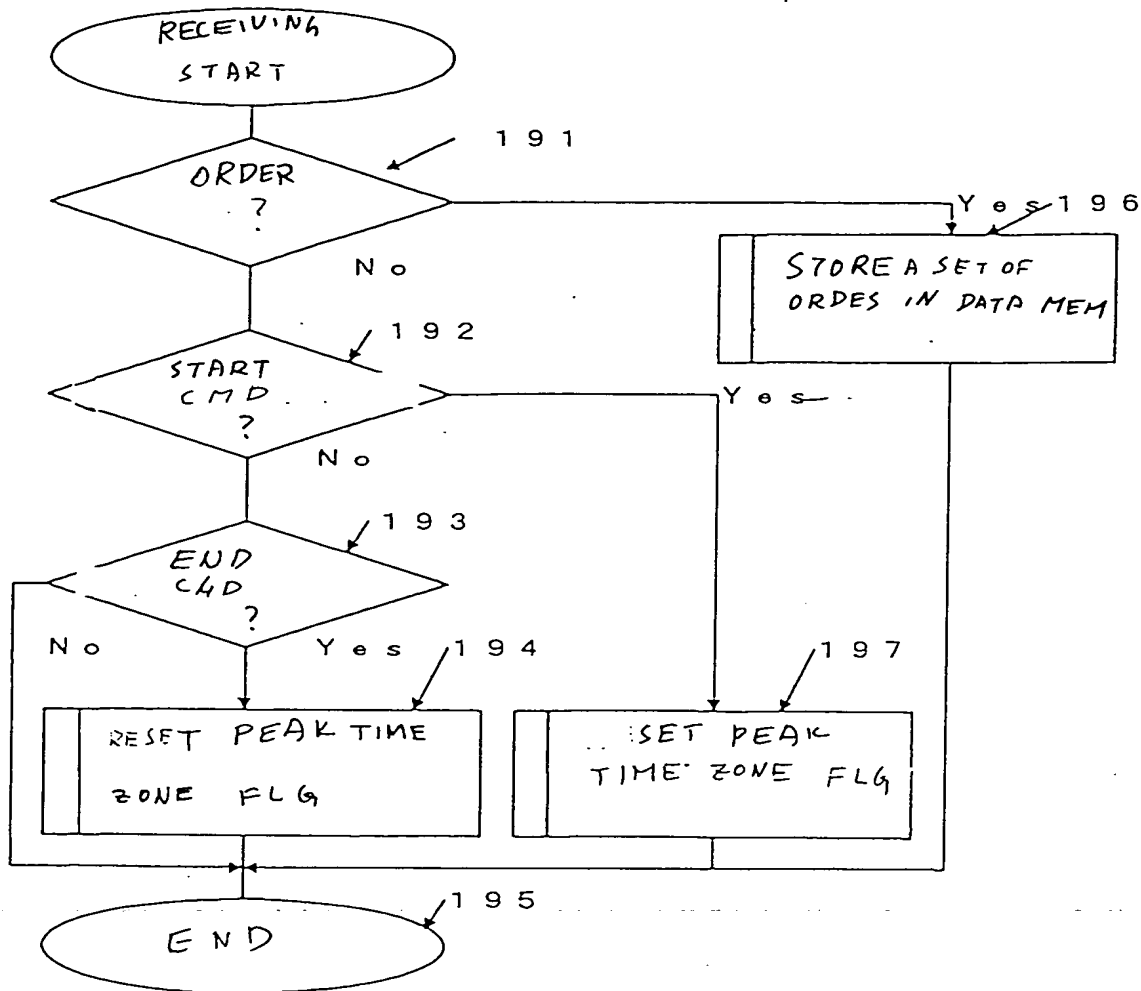 RECEIVING
START
191
ORDER
?
Yes 196
No
STORE A SET OF
ORDES IN DATA MEM
192
START
CMD
?
Yes
No
193
END
CMD
?
No
Yes
194
197
RESET PEAK TIME
ZONE FLG
SET PEAK
TIME ZONE FLG
195
END